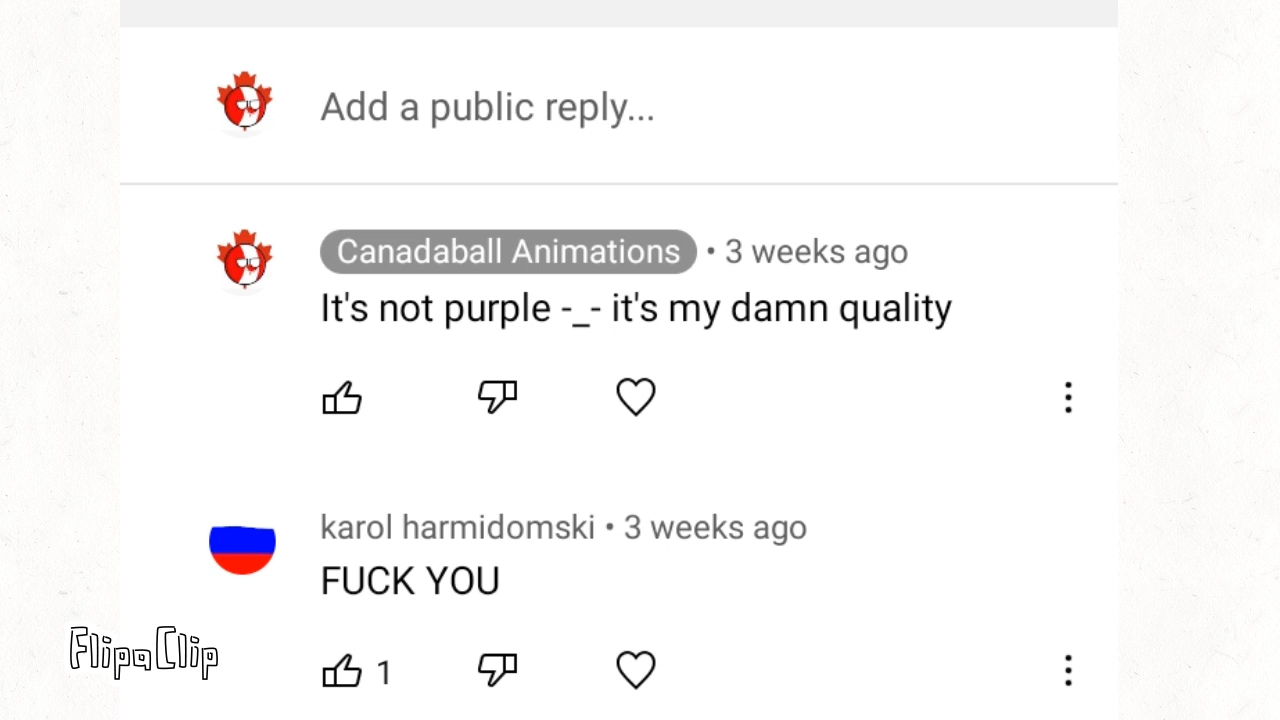 Add a public reply...
Canadaball Animations • 3 weeks ago
It's not purple -_- it's my damn quality
karol harmidomski • 3 weeks ago
FUCK YOU
1
FlipaClip